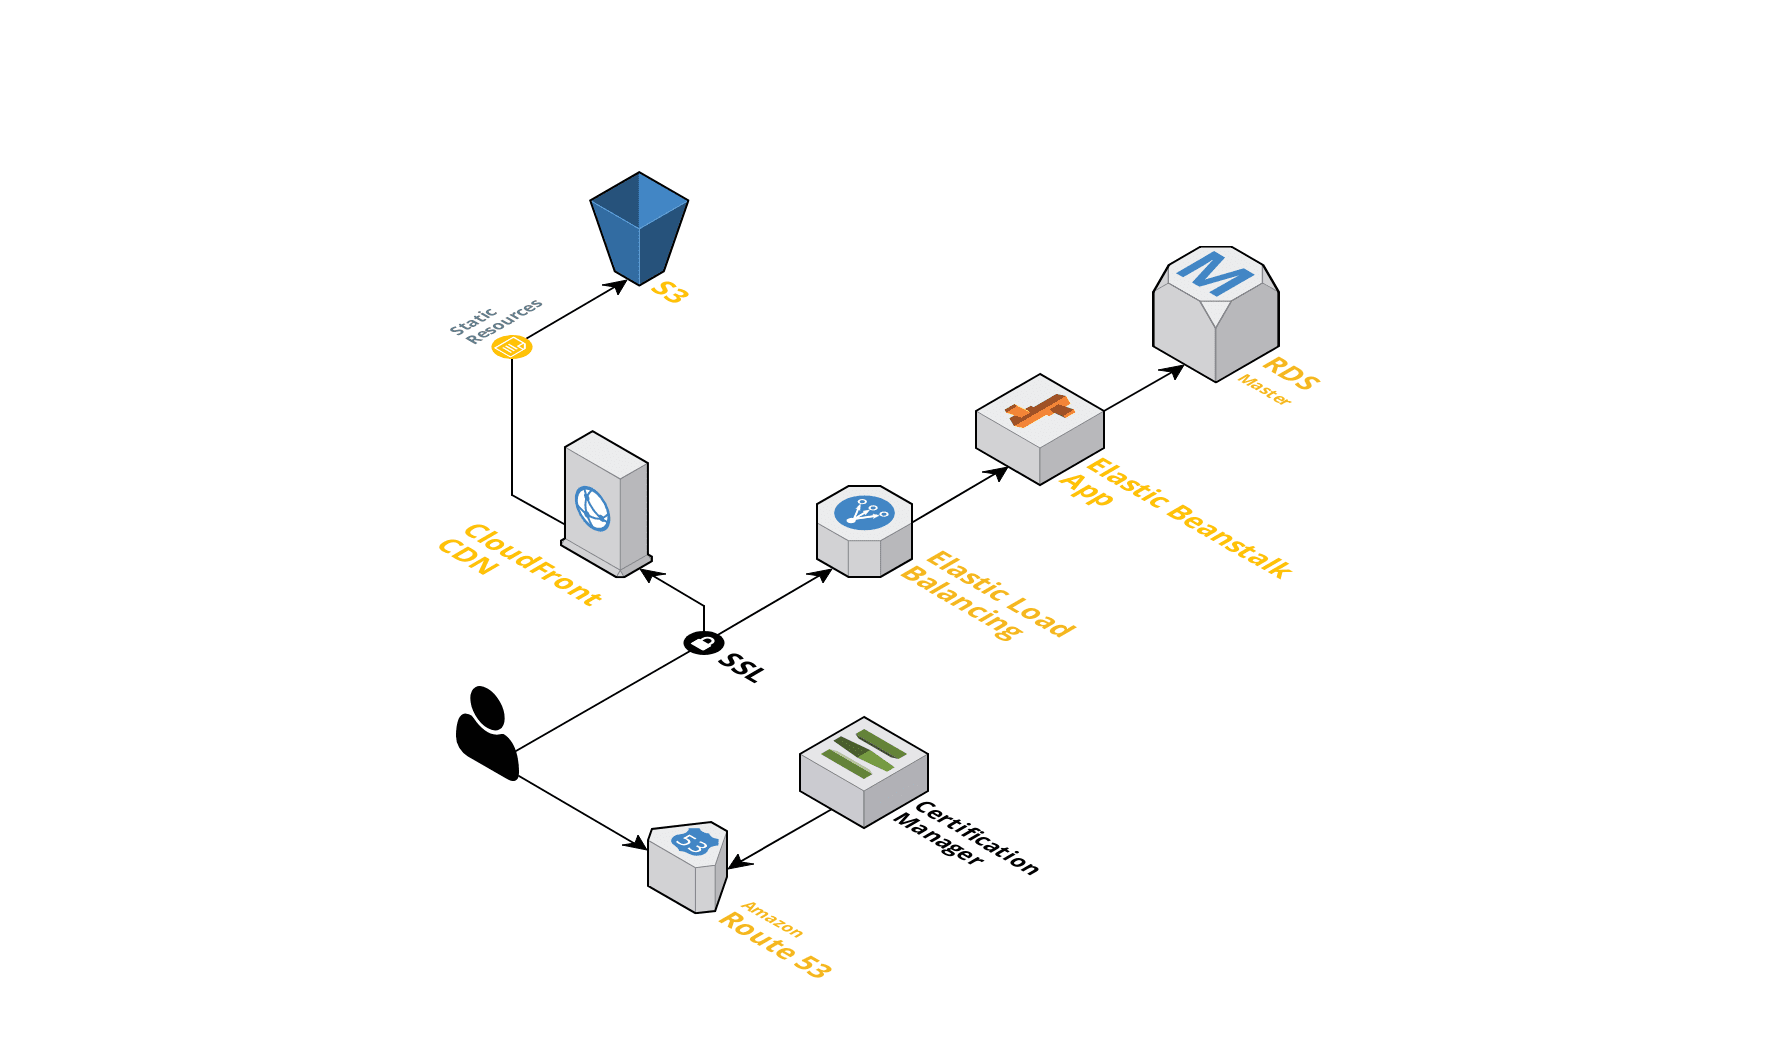 S3
Static
Resources
M
RDS
Master
Elastic Beanstalk
App
CloudFront
CDN
Elastic Load
Balancing
SSL
Certification
Manager
53
Amazon
Route 53